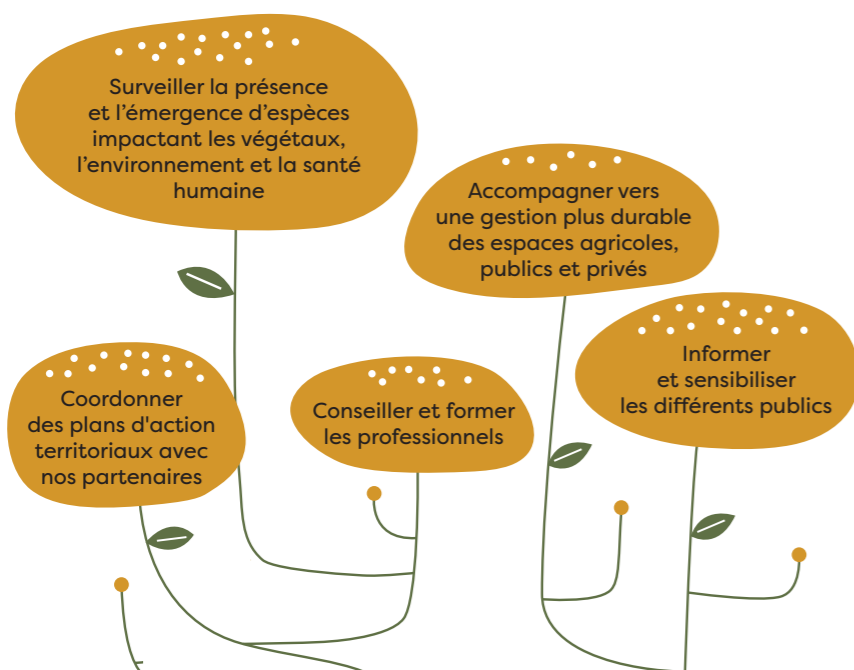 Surveiller la présence
et l'émergence d'espèces
impactant les végétaux,
l'environnement et la santé
humaine
Accompagner vers
une gestion plus durable
des espaces agricoles,
publics et privés
Informer
et sensibiliser
les différents publics
Coordonner
des plans d'action
territoriaux avec
nos partenaires
Conseiller et former
les professionnels